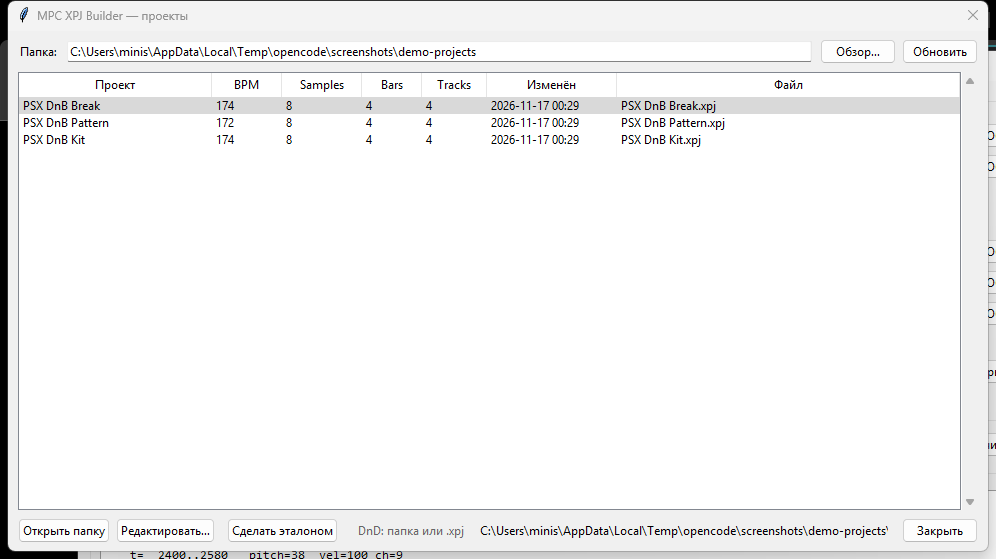 MPC XPJ Builder — проекты
Папка: C:\Users\minis\AppData\Local\Temp\opencode\screenshots\demo-projects Обзор... Обновить
Проект BPM Samples Bars Tracks Изменён Файл
PSX DnB Break 174 8 4 4 2026-11-17 00:29 PSX DnB Break.xpj
PSX DnB Pattern 172 8 4 4 2026-11-17 00:29 PSX DnB Pattern.xpj
PSX DnB Kit 174 8 4 4 2026-11-17 00:29 PSX DnB Kit.xpj
Открыть папку Редактировать... Сделать эталоном DnD: папка или .xpj C:\Users\minis\AppData\Local\Temp\opencode\screenshots\demo-projects\ Закрыть
t= 2400..2580 pitch=38 vel=100 ch=9